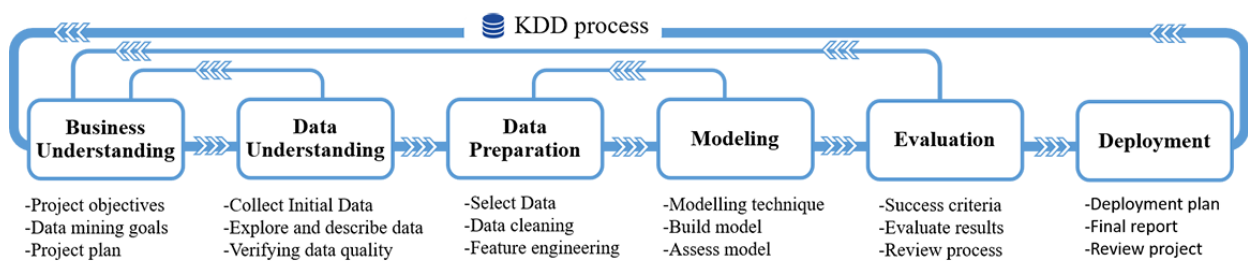 KDD process
Business
Understanding
Data
Understanding
Data
Preparation
Modeling
Evaluation
Deployment
-Project objectives
-Data mining goals
-Project plan
-Collect Initial Data
-Explore and describe data
-Verifying data quality
-Select Data
-Data cleaning
-Feature engineering
-Modelling technique
-Build model
-Assess model
-Success criteria
-Evaluate results
-Review process
-Deployment plan
-Final report
-Review project